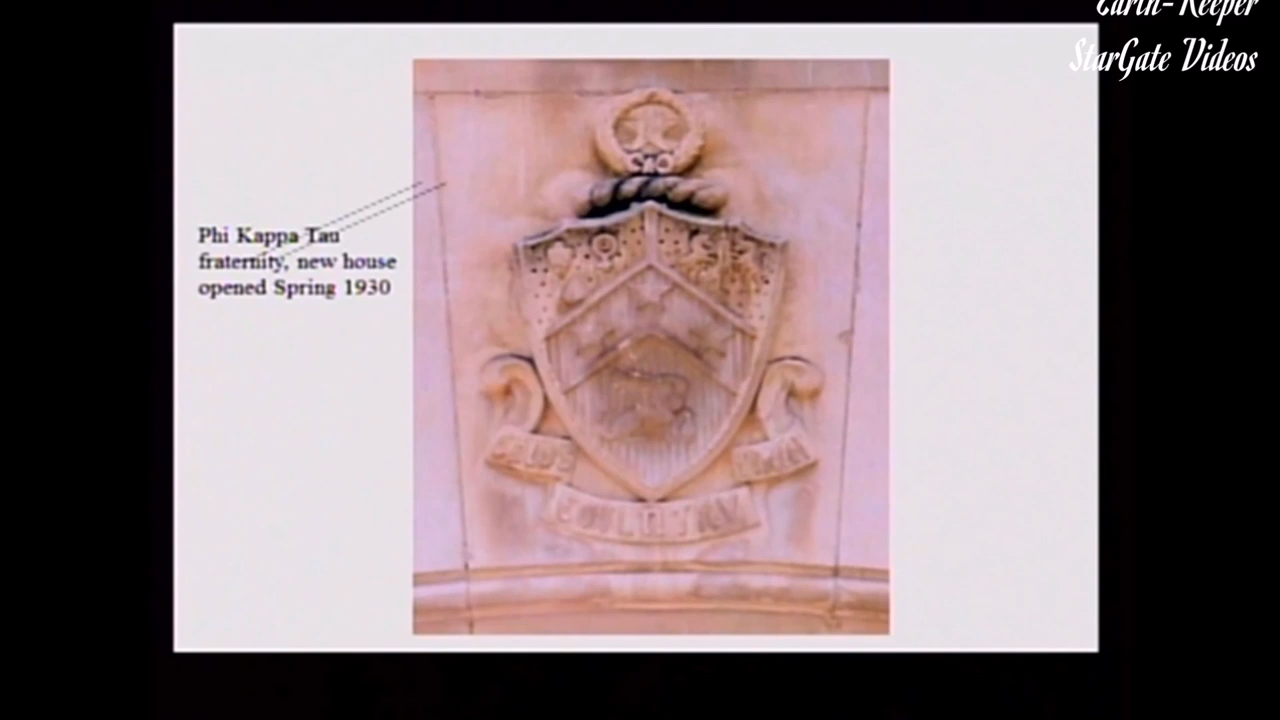 Earth-Keeper
StarGate Videos
Phi Kappa Tau
fraternity, new house
opened Spring 1930